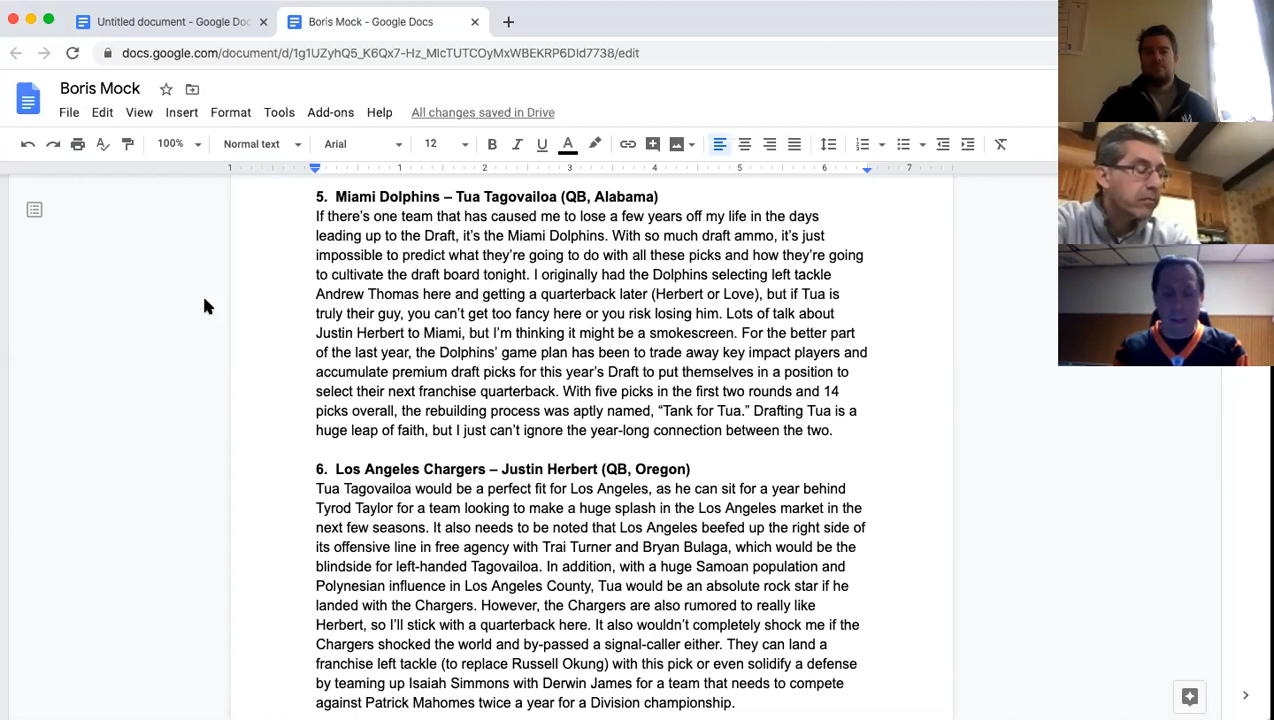 Untitled document - Google Doc
Boris Mock - Google Docs
docs.google.com/document/d/1g1UZyhQ5_K6Qx7-Hz_MIcTUTCOyMxWBEKRP6DId7738/edit
Boris Mock
File Edit View Insert Format Tools Add-ons Help All changes saved in Drive
100% Normal text Arial 12 B I U A
1 1 2 3 4 5 6 7
5. Miami Dolphins – Tua Tagovailoa (QB, Alabama)
If there’s one team that has caused me to lose a few years off my life in the days
leading up to the Draft, it’s the Miami Dolphins. With so much draft ammo, it’s just
impossible to predict what they’re going to do with all these picks and how they’re going
to cultivate the draft board tonight. I originally had the Dolphins selecting left tackle
Andrew Thomas here and getting a quarterback later (Herbert or Love), but if Tua is
truly their guy, you can’t get too fancy here or you risk losing him. Lots of talk about
Justin Herbert to Miami, but I’m thinking it might be a smokescreen. For the better part
of the last year, the Dolphins’ game plan has been to trade away key impact players and
accumulate premium draft picks for this year’s Draft to put themselves in a position to
select their next franchise quarterback. With five picks in the first two rounds and 14
picks overall, the rebuilding process was aptly named, “Tank for Tua.” Drafting Tua is a
huge leap of faith, but I just can’t ignore the year-long connection between the two.
6. Los Angeles Chargers – Justin Herbert (QB, Oregon)
Tua Tagovailoa would be a perfect fit for Los Angeles, as he can sit for a year behind
Tyrod Taylor for a team looking to make a huge splash in the Los Angeles market in the
next few seasons. It also needs to be noted that Los Angeles beefed up the right side of
its offensive line in free agency with Trai Turner and Bryan Bulaga, which would be the
blindside for left-handed Tagovailoa. In addition, with a huge Samoan population and
Polynesian influence in Los Angeles County, Tua would be an absolute rock star if he
landed with the Chargers. However, the Chargers are also rumored to really like
Herbert, so I’ll stick with a quarterback here. It also wouldn’t completely shock me if the
Chargers shocked the world and by-passed a signal-caller either. They can land a
franchise left tackle (to replace Russell Okung) with this pick or even solidify a defense
by teaming up Isaiah Simmons with Derwin James for a team that needs to compete
against Patrick Mahomes twice a year for a Division championship.